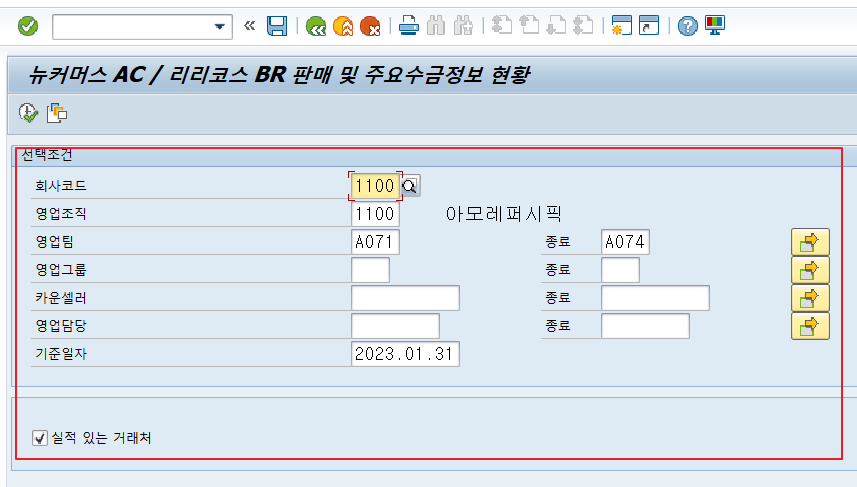 뉴커머스 AC / 리리코스 BR 판매 및 주요수금정보 현황
선택조건
회사코드 1100
영업조직 1100 아모레퍼시픽
영업팀 A071 종료 A074
영업그룹 종료
카운셀러 종료
영업담당 종료
기준일자 2023.01.31
실적 있는 거래처